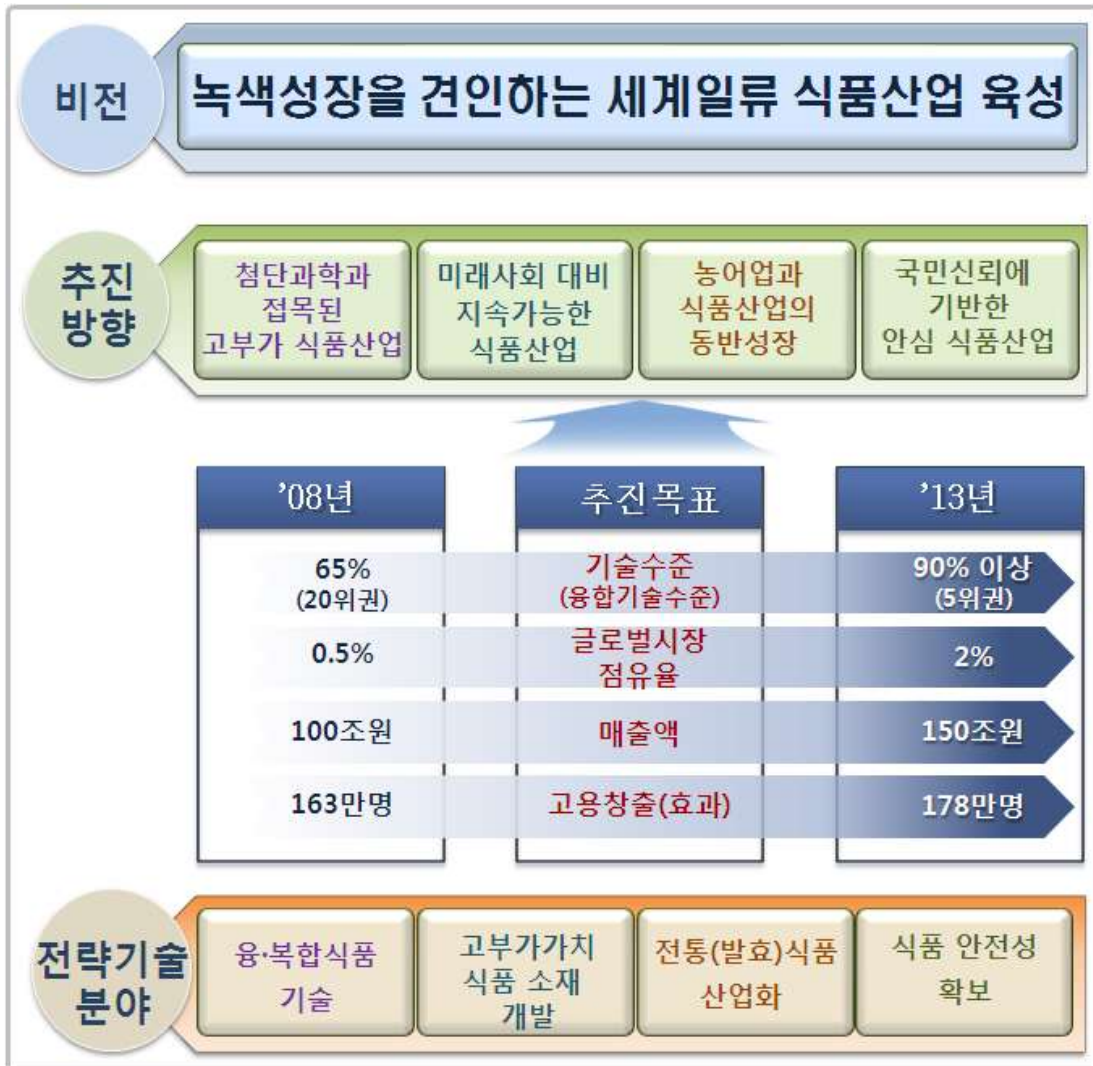 비전
녹색성장을 견인하는 세계일류 식품산업 육성
추진
방향
첨단과학과
접목된
고부가 식품산업
미래사회 대비
지속가능한
식품산업
농어업과
식품산업의
동반성장
국민신뢰에
기반한
안심 식품산업
’08년
추진목표
’13년
65%
(20위권)
기술수준
(융합기술수준)
90% 이상
(5위권)
0.5%
글로벌시장
점유율
2%
100조원
매출액
150조원
163만명
고용창출(효과)
178만명
전략기술
분야
융·복합식품
기술
고부가가치
식품 소재
개발
전통(발효)식품
산업화
식품 안전성
확보